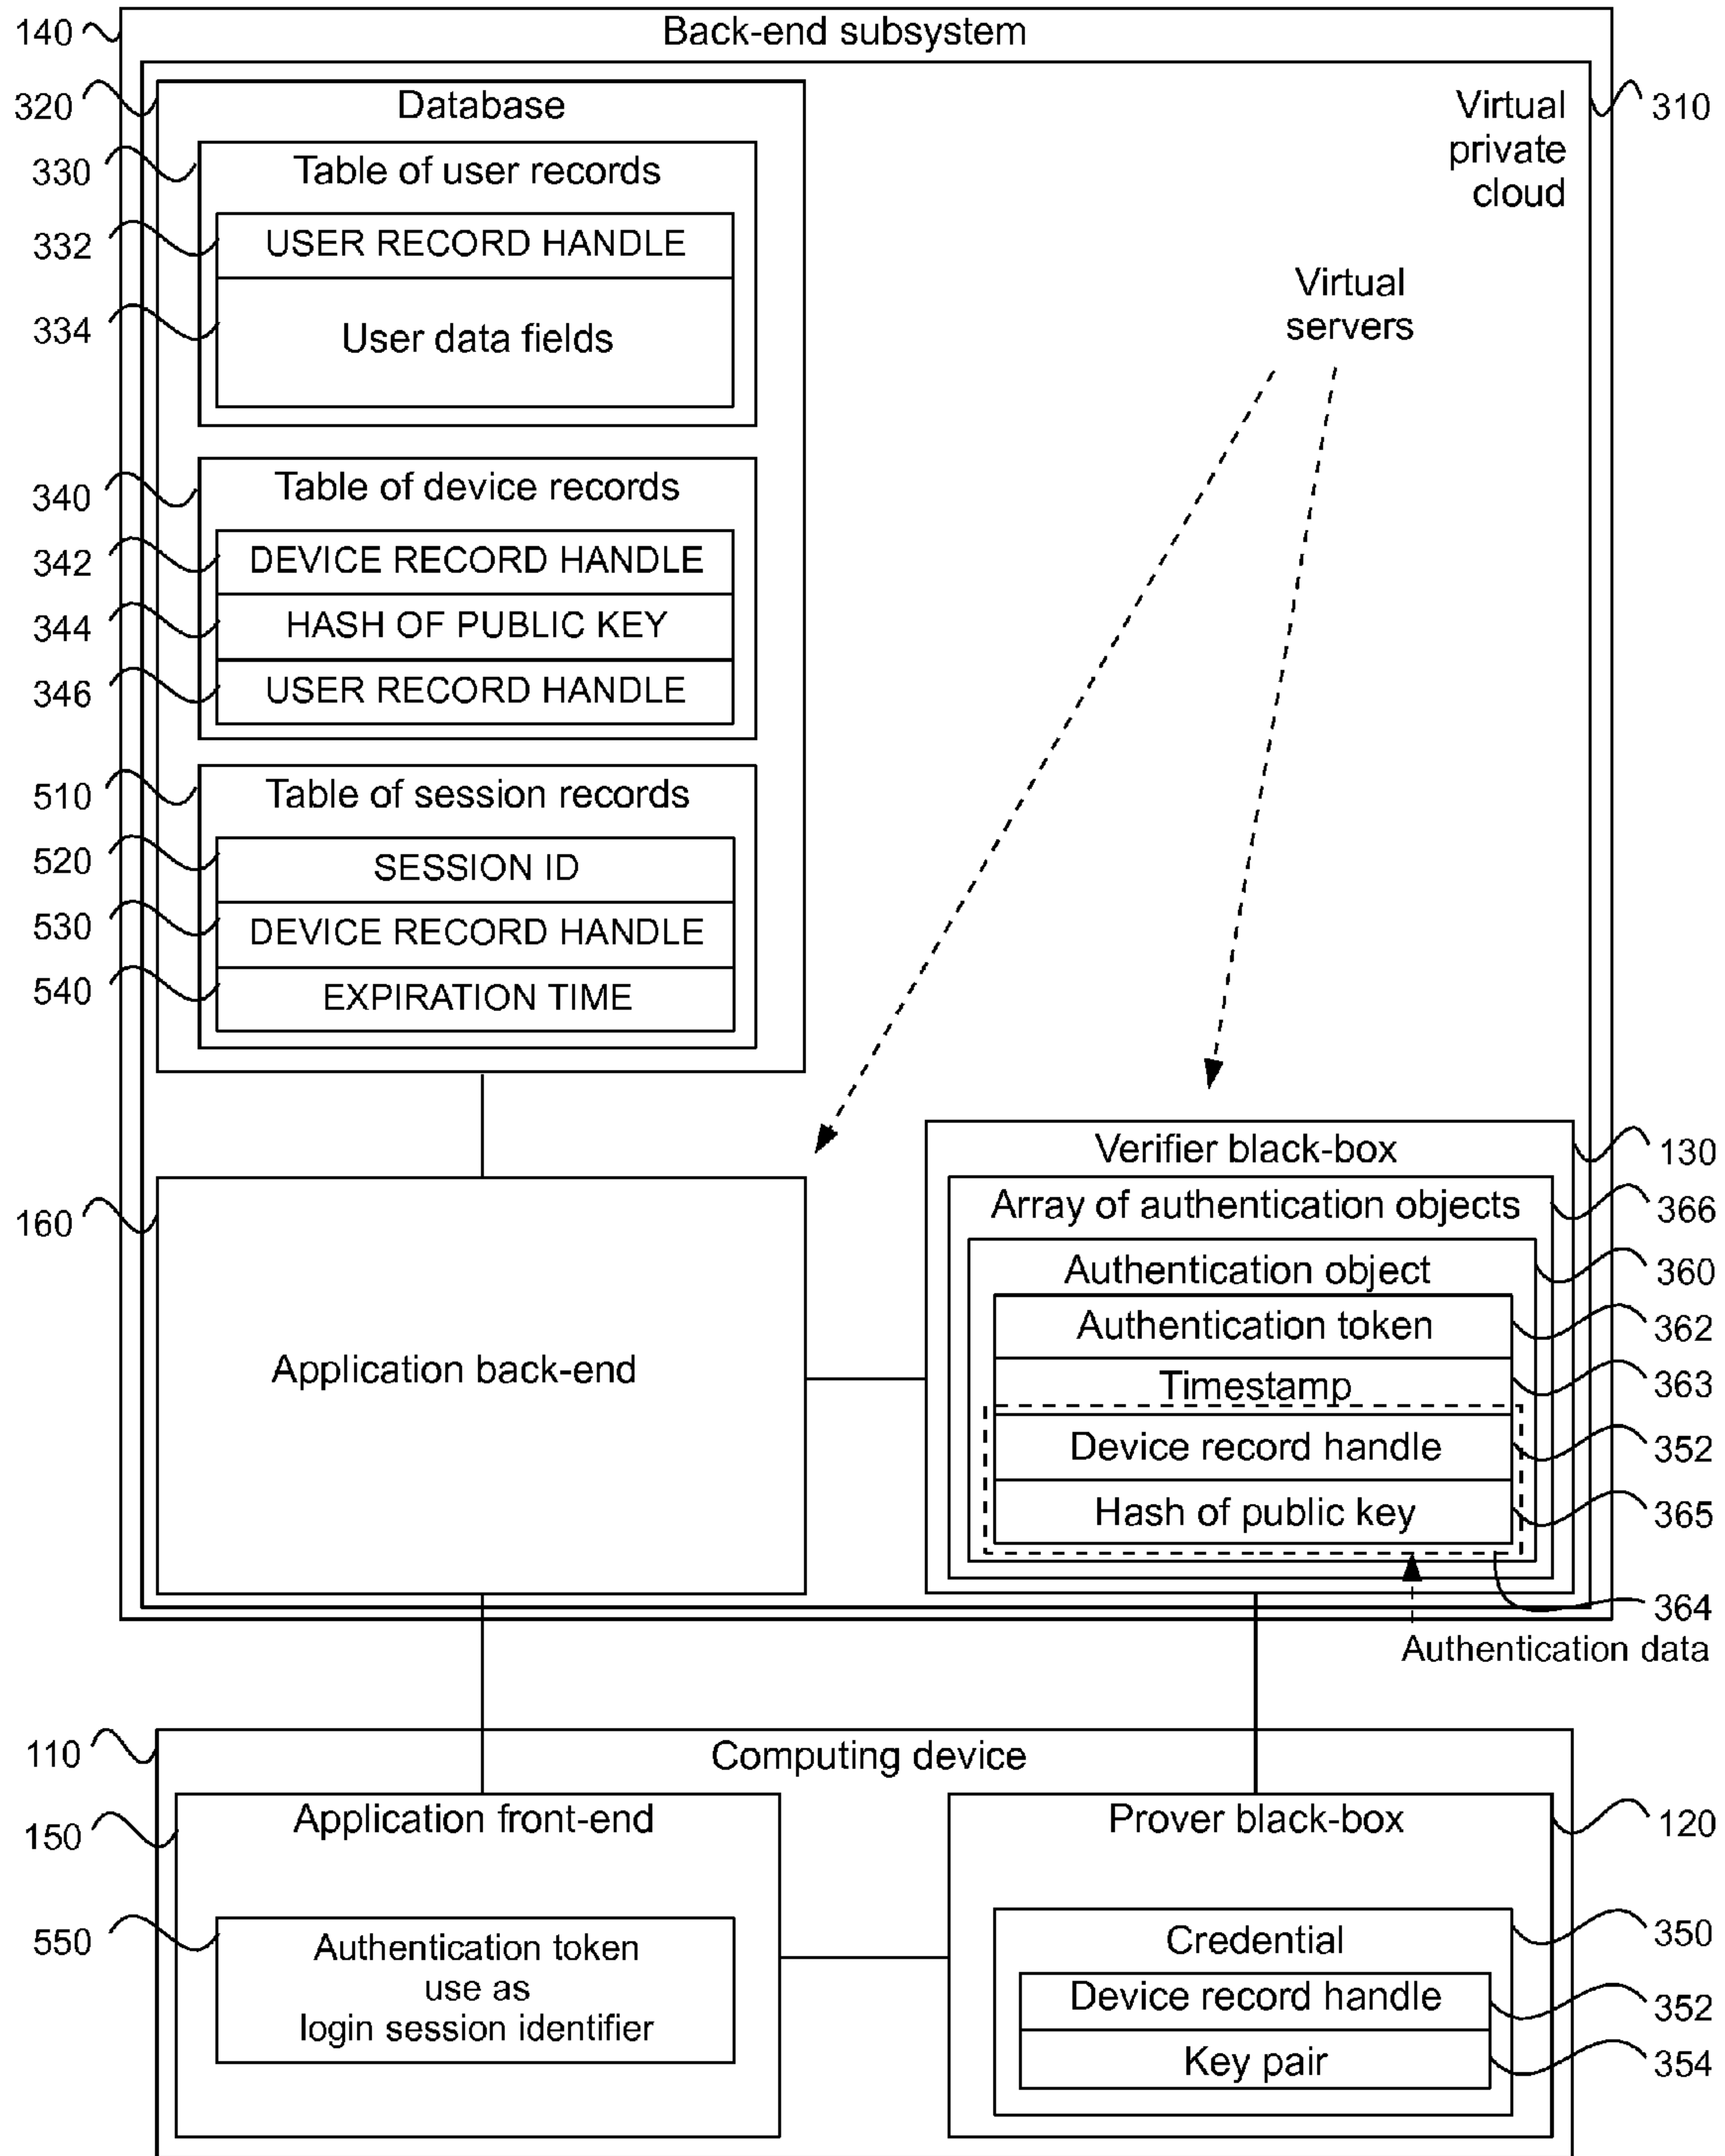 140
Back-end subsystem
320
Database
Virtual
private
cloud
310
330
Table of user records
332
USER RECORD HANDLE
334
User data fields
Virtual
servers
340
Table of device records
342
DEVICE RECORD HANDLE
344
HASH OF PUBLIC KEY
346
USER RECORD HANDLE
510
Table of session records
520
SESSION ID
530
DEVICE RECORD HANDLE
540
EXPIRATION TIME
160
Application back-end
Verifier black-box
130
Array of authentication objects
366
Authentication object
360
Authentication token
362
Timestamp
363
Device record handle
352
Hash of public key
365
364
Authentication data
110
Computing device
150
Application front-end
Prover black-box
120
550
Authentication token
use as
login session identifier
Credential
350
Device record handle
352
Key pair
354